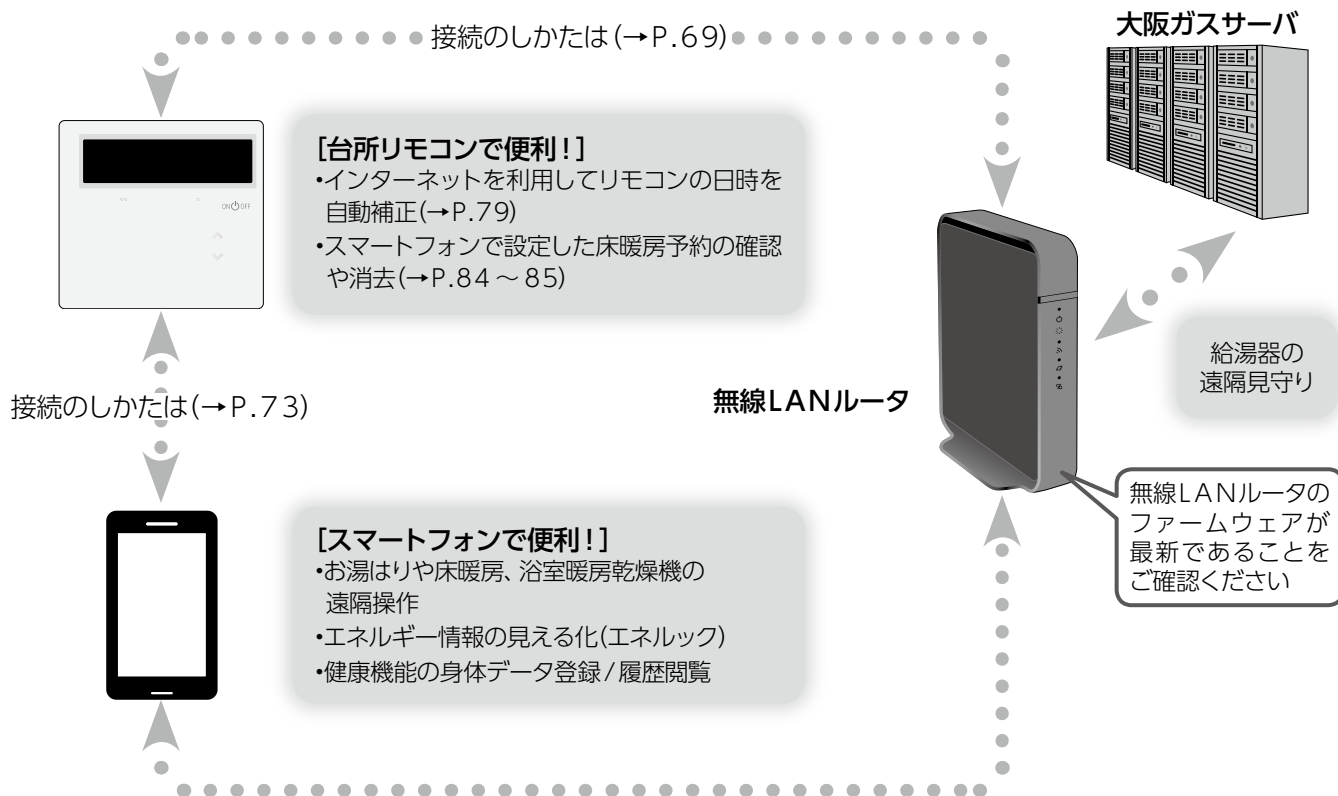 接続のしかたは(→P.69)
大阪ガスサーバ
[台所リモコンで便利!]
•インターネットを利用してリモコンの日時を
自動補正(→P.79)
•スマートフォンで設定した床暖房予約の確認
や消去(→P.84～85)
ON OFF
給湯器の
遠隔見守り
接続のしかたは(→P.73)
無線LANルータ
無線LANルータの
ファームウェアが
最新であることを
ご確認ください
[スマートフォンで便利!]
•お湯はりや床暖房、浴室暖房乾燥機の
遠隔操作
•エネルギー情報の見える化(エネルック)
•健康機能の身体データ登録/履歴閲覧